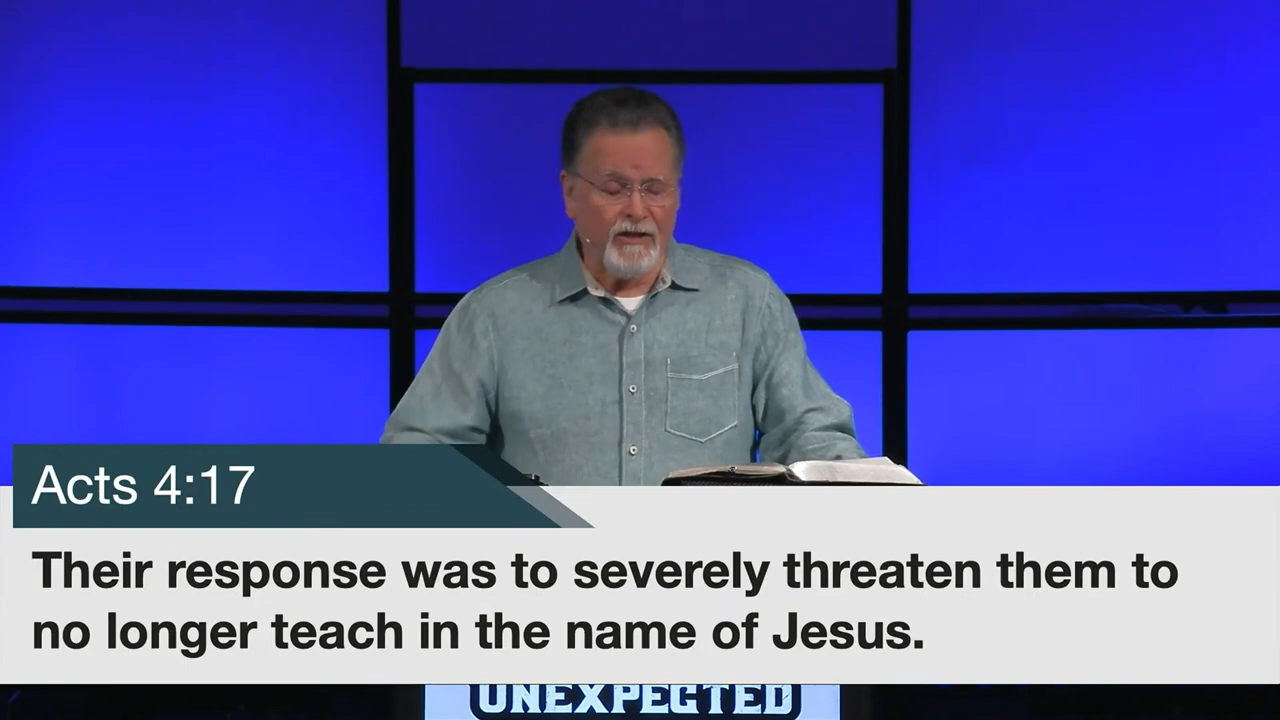 Acts 4:17
Their response was to severely threaten them to
no longer teach in the name of Jesus.
UNEXPECTED